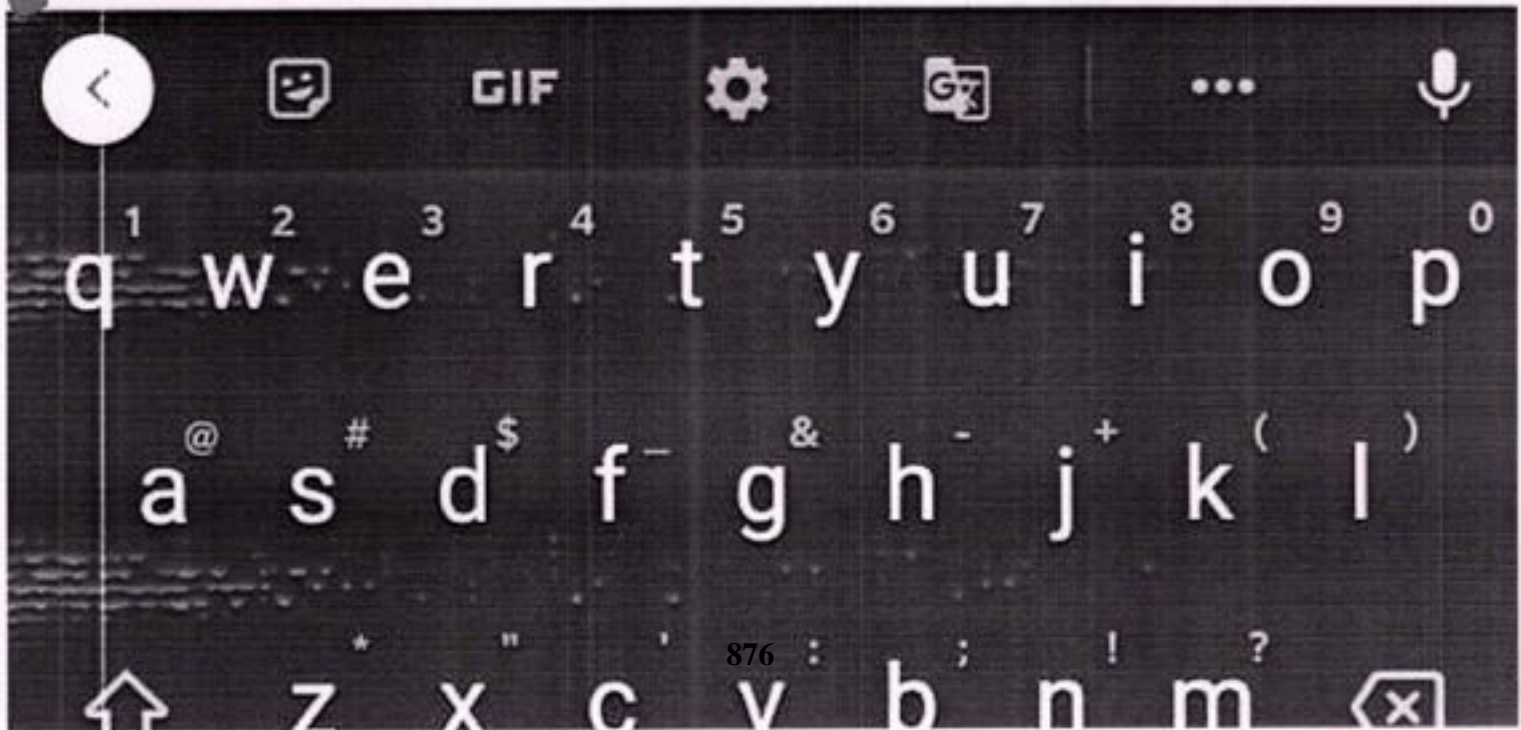 GIF G
1 2 3 4 5 6 7 8 9 0
q w e r t y u i o p
@ # $ _ & - + ( )
a s d f g h j k l
* " ' 876 : ; ! ?
z x c v b n m